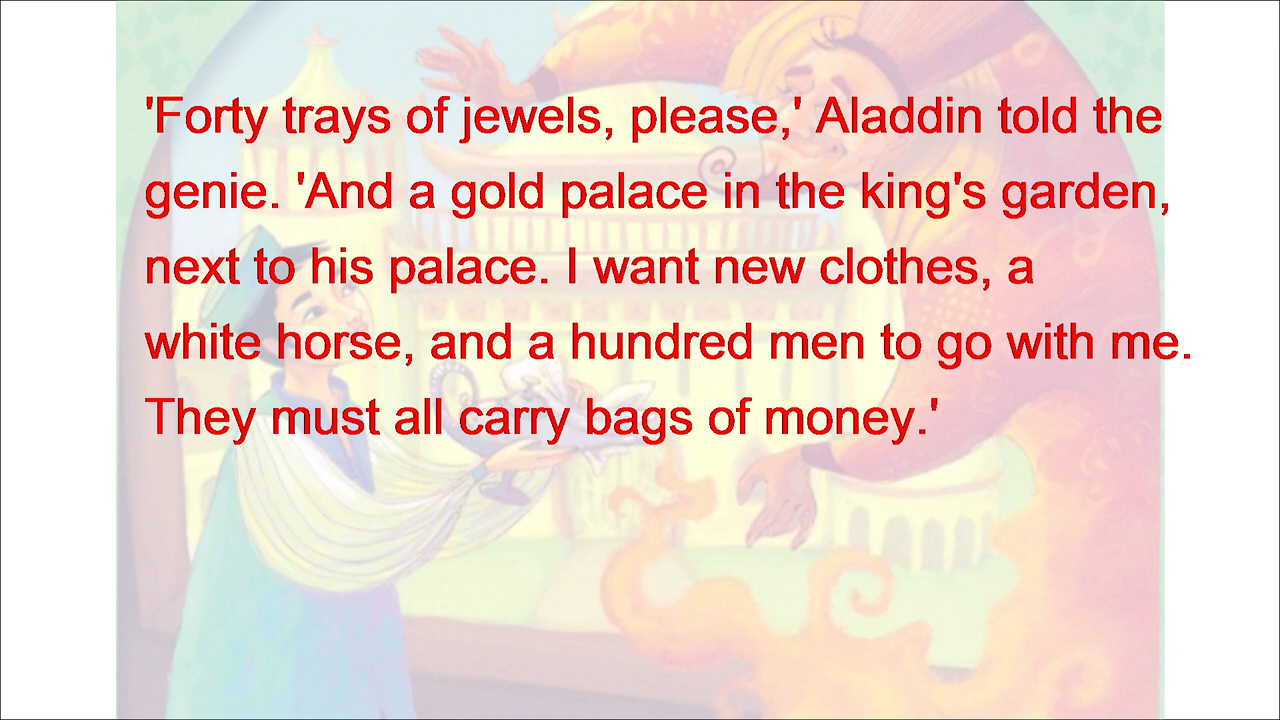 'Forty trays of jewels, please,' Aladdin told the
genie. 'And a gold palace in the king's garden,
next to his palace. I want new clothes, a
white horse, and a hundred men to go with me.
They must all carry bags of money.'